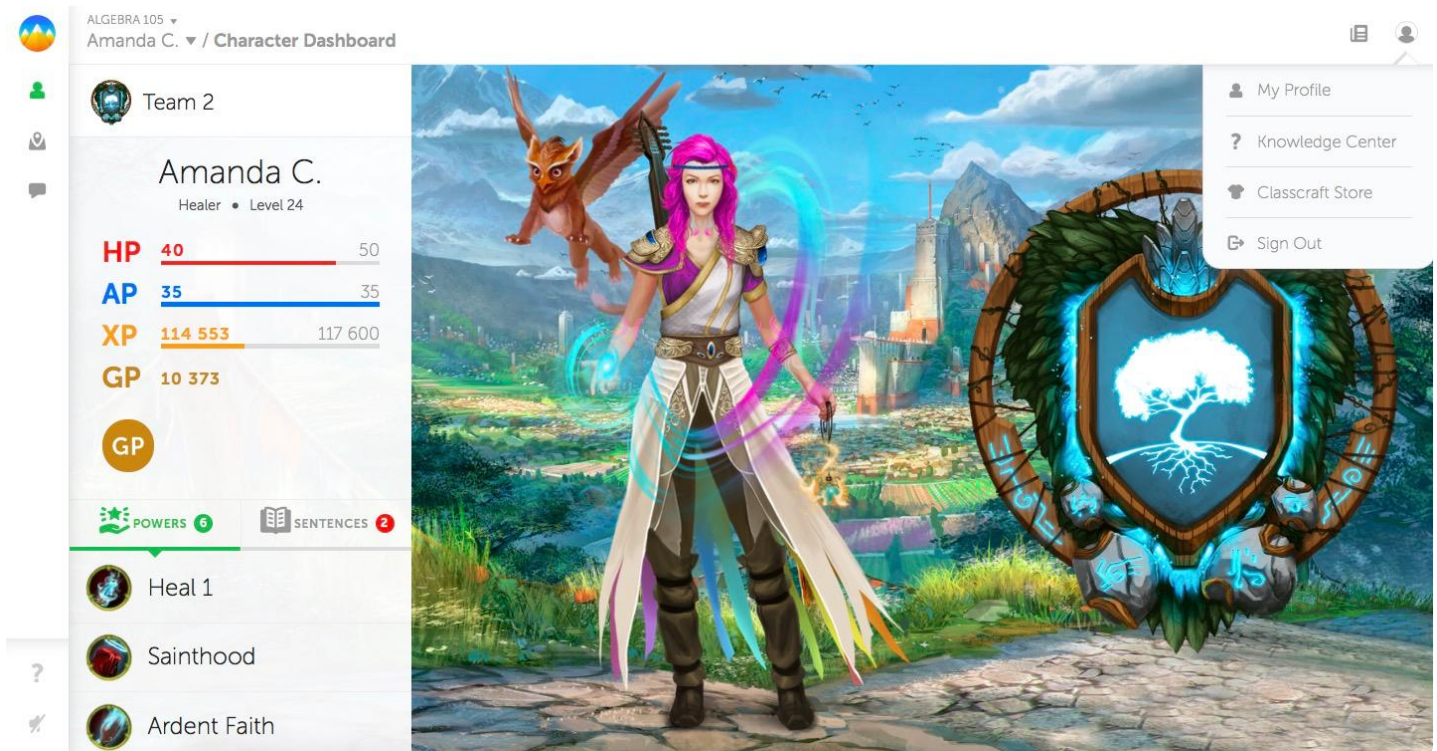 ALGEBRA 105
Amanda C. / Character Dashboard
Team 2
Amanda C.
Healer • Level 24
HP 40 50
AP 35 35
XP 114 553 117 600
GP 10 373
GP
POWERS 6 SENTENCES 2
Heal 1
Sainthood
Ardent Faith
?
My Profile
? Knowledge Center
Classcraft Store
Sign Out